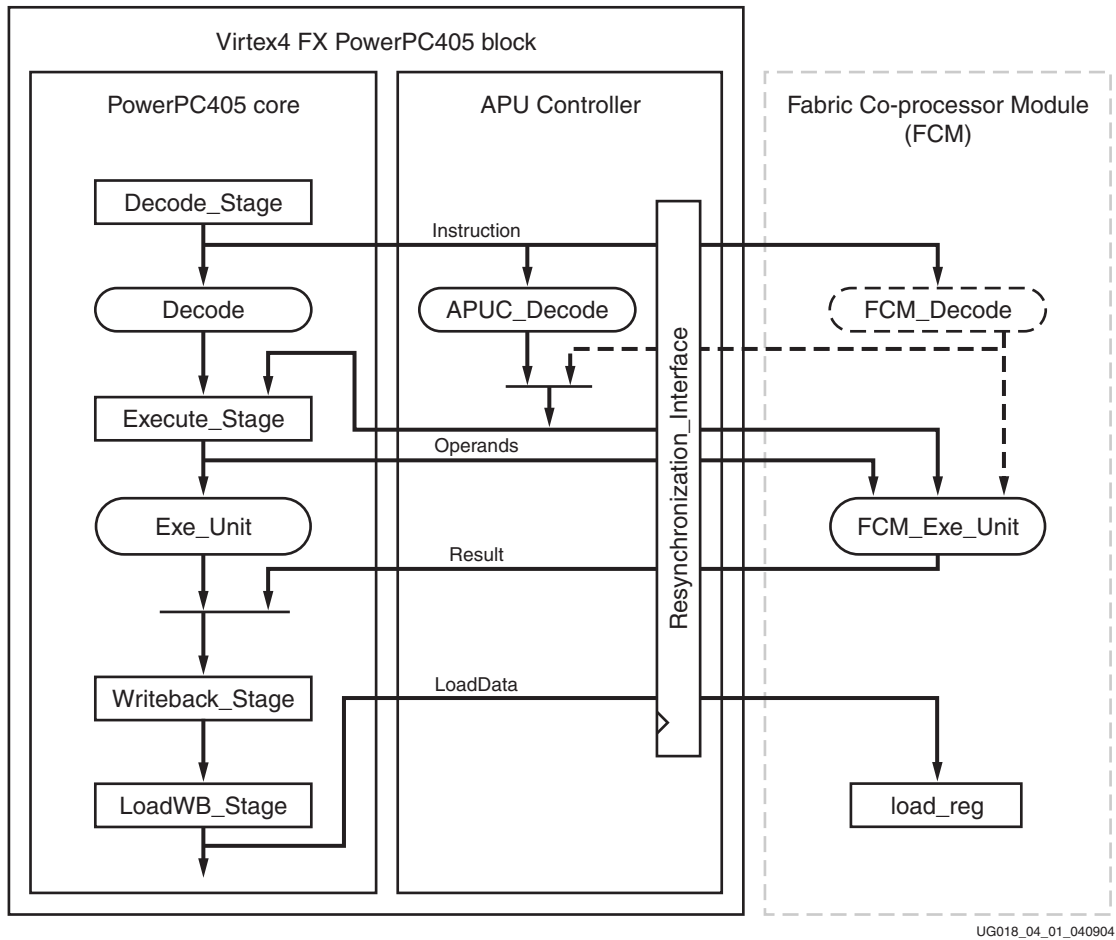 Virtex4 FX PowerPC405 block
PowerPC405 core
APU Controller
Fabric Co-processor Module
(FCM)
Decode_Stage
Instruction
Decode
APUC_Decode
FCM_Decode
Execute_Stage
Operands
Resynchronization_Interface
Exe_Unit
FCM_Exe_Unit
Result
Writeback_Stage
LoadData
LoadWB_Stage
load_reg
UG018_04_01_040904